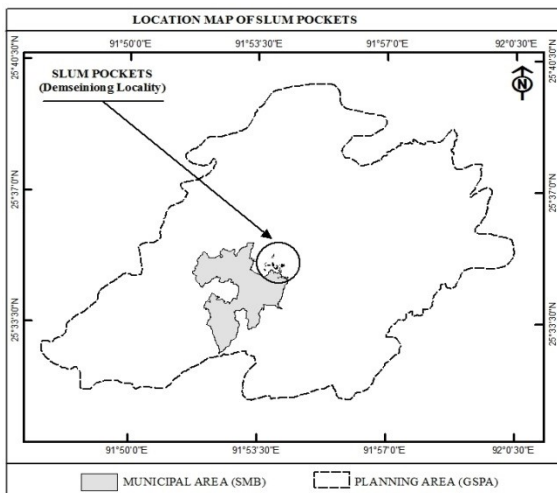 LOCATION MAP OF SLUM POCKETS
91°50'0"E 91°53'30"E 91°57'0"E 92°0'30"E
25°40'30"N 25°40'30"N
SLUM POCKETS
(Demseiniong Locality)
N
25°37'0"N 25°37'0"N
25°33'30"N 25°33'30"N
91°50'0"E 91°53'30"E 91°57'0"E 92°0'30"E
MUNICIPAL AREA (SMB) PLANNING AREA (GSPA)